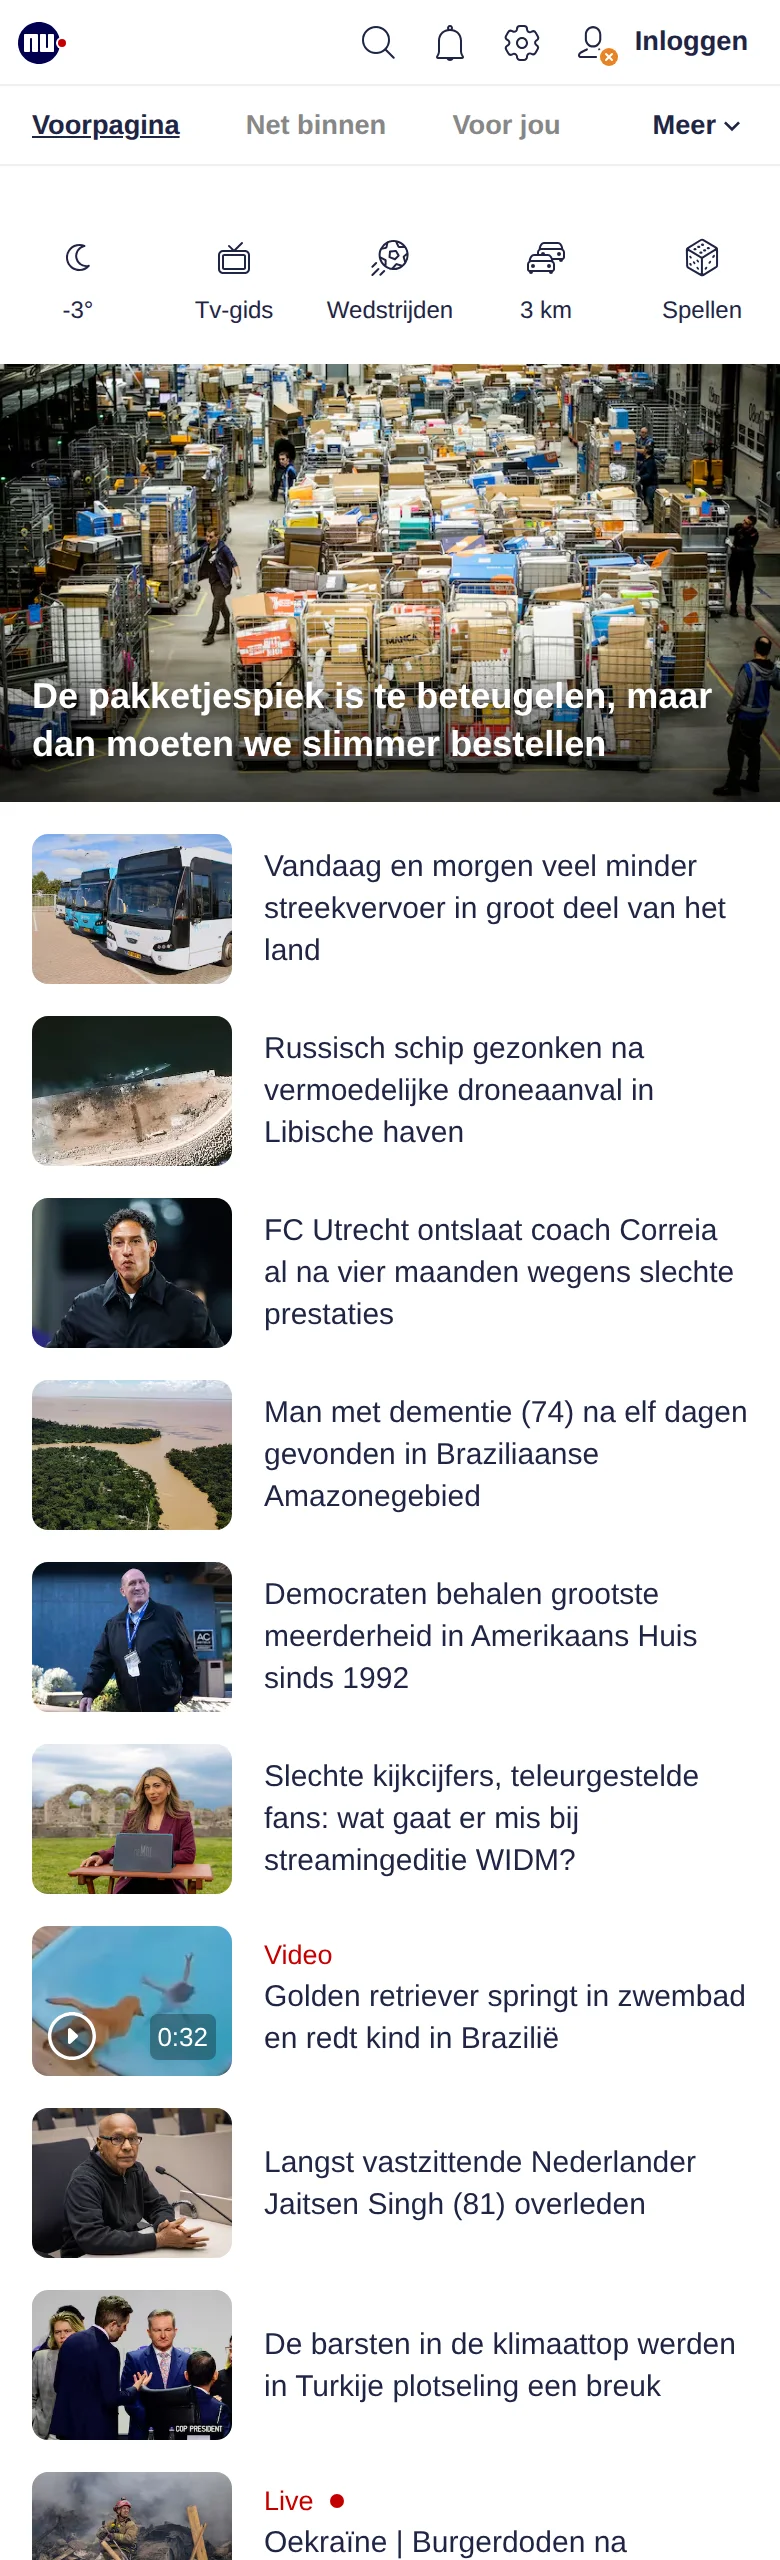 nu
Inloggen
Voorpagina
Net binnen
Voor jou
Meer
-3°
Tv-gids
Wedstrijden
3 km
Spellen
De pakketjespiek is te beteugelen, maar
dan moeten we slimmer bestellen
Vandaag en morgen veel minder
streekvervoer in groot deel van het
land
Russisch schip gezonken na
vermoedelijke droneaanval in
Libische haven
FC Utrecht ontslaat coach Correia
al na vier maanden wegens slechte
prestaties
Man met dementie (74) na elf dagen
gevonden in Braziliaanse
Amazonegebied
AC
Democraten behalen grootste
meerderheid in Amerikaans Huis
sinds 1992
Slechte kijkcijfers, teleurgestelde
fans: wat gaat er mis bij
streamingeditie WIDM?
0:32
Video
Golden retriever springt in zwembad
en redt kind in Brazilië
Langst vastzittende Nederlander
Jaitsen Singh (81) overleden
COP PRESIDENT
De barsten in de klimaattop werden
in Turkije plotseling een breuk
Live
Oekraïne | Burgerdoden na